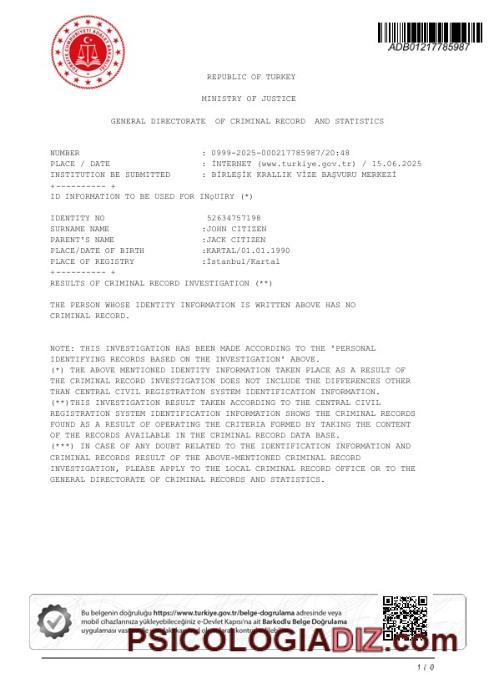 ADB01217785987
REPUBLIC OF TURKEY
MINISTRY OF JUSTICE
GENERAL DIRECTORATE OF CRIMINAL RECORD AND STATISTICS
NUMBER : 0999-2025-000217785987/20:48
PLACE / DATE : İNTERNET (www.turkiye.gov.tr) / 15.06.2025
INSTITUTION BE SUBMITTED : BİRLEŞİK KRALLIK VİZE BAŞVURU MERKEZİ
+---------- +
ID INFORMATION TO BE USED FOR INQUIRY (*)
IDENTITY NO 52634757198
SURNAME NAME :JOHN CITIZEN
PARENT'S NAME :JACK CITIZEN
PLACE/DATE OF BIRTH :KARTAL/01.01.1990
PLACE OF REGISTRY :İstanbul/Kartal
+---------- +
RESULTS OF CRIMINAL RECORD INVESTIGATION (**)
THE PERSON WHOSE IDENTITY INFORMATION IS WRITTEN ABOVE HAS NO
CRIMINAL RECORD.
NOTE: THIS INVESTIGATION HAS BEEN MADE ACCORDING TO THE 'PERSONAL
IDENTIFYING RECORDS BASED ON THE INVESTIGATION' ABOVE.
(*) THE ABOVE MENTIONED IDENTITY INFORMATION TAKEN PLACE AS A RESULT OF
THE CRIMINAL RECORD INVESTIGATION DOES NOT INCLUDE THE DIFFERENCES OTHER
THAN CENTRAL CIVIL REGISTRATION SYSTEM IDENTIFICATION INFORMATION.
(**)THIS INVESTIGATION RESULT TAKEN ACCORDING TO THE CENTRAL CIVIL
REGISTRATION SYSTEM IDENTIFICATION INFORMATION SHOWS THE CRIMINAL RECORDS
FOUND AS A RESULT OF OPERATING THE CRITERIA FORMED BY TAKING THE CONTENT
OF THE RECORDS AVAILABLE IN THE CRIMINAL RECORD DATA BASE.
(***) IN CASE OF ANY DOUBT RELATED TO THE IDENTIFICATION INFORMATION AND
CRIMINAL RECORDS RESULT OF THE ABOVE-MENTIONED CRIMINAL RECORD
INVESTIGATION, PLEASE APPLY TO THE LOCAL CRIMINAL RECORD OFFICE OR TO THE
GENERAL DIRECTORATE OF CRIMINAL RECORDS AND STATISTICS.
Bu belgenin doğruluğu https://www.turkiye.gov.tr/belge-dogrulama adresinde veya
mobil cihazlarınıza yükleyebileceğiniz e-Devlet Kapısı'na ait Barkodlu Belge Doğrulama
uygulaması
PSICOLOGIADIZ.com
1 / 0